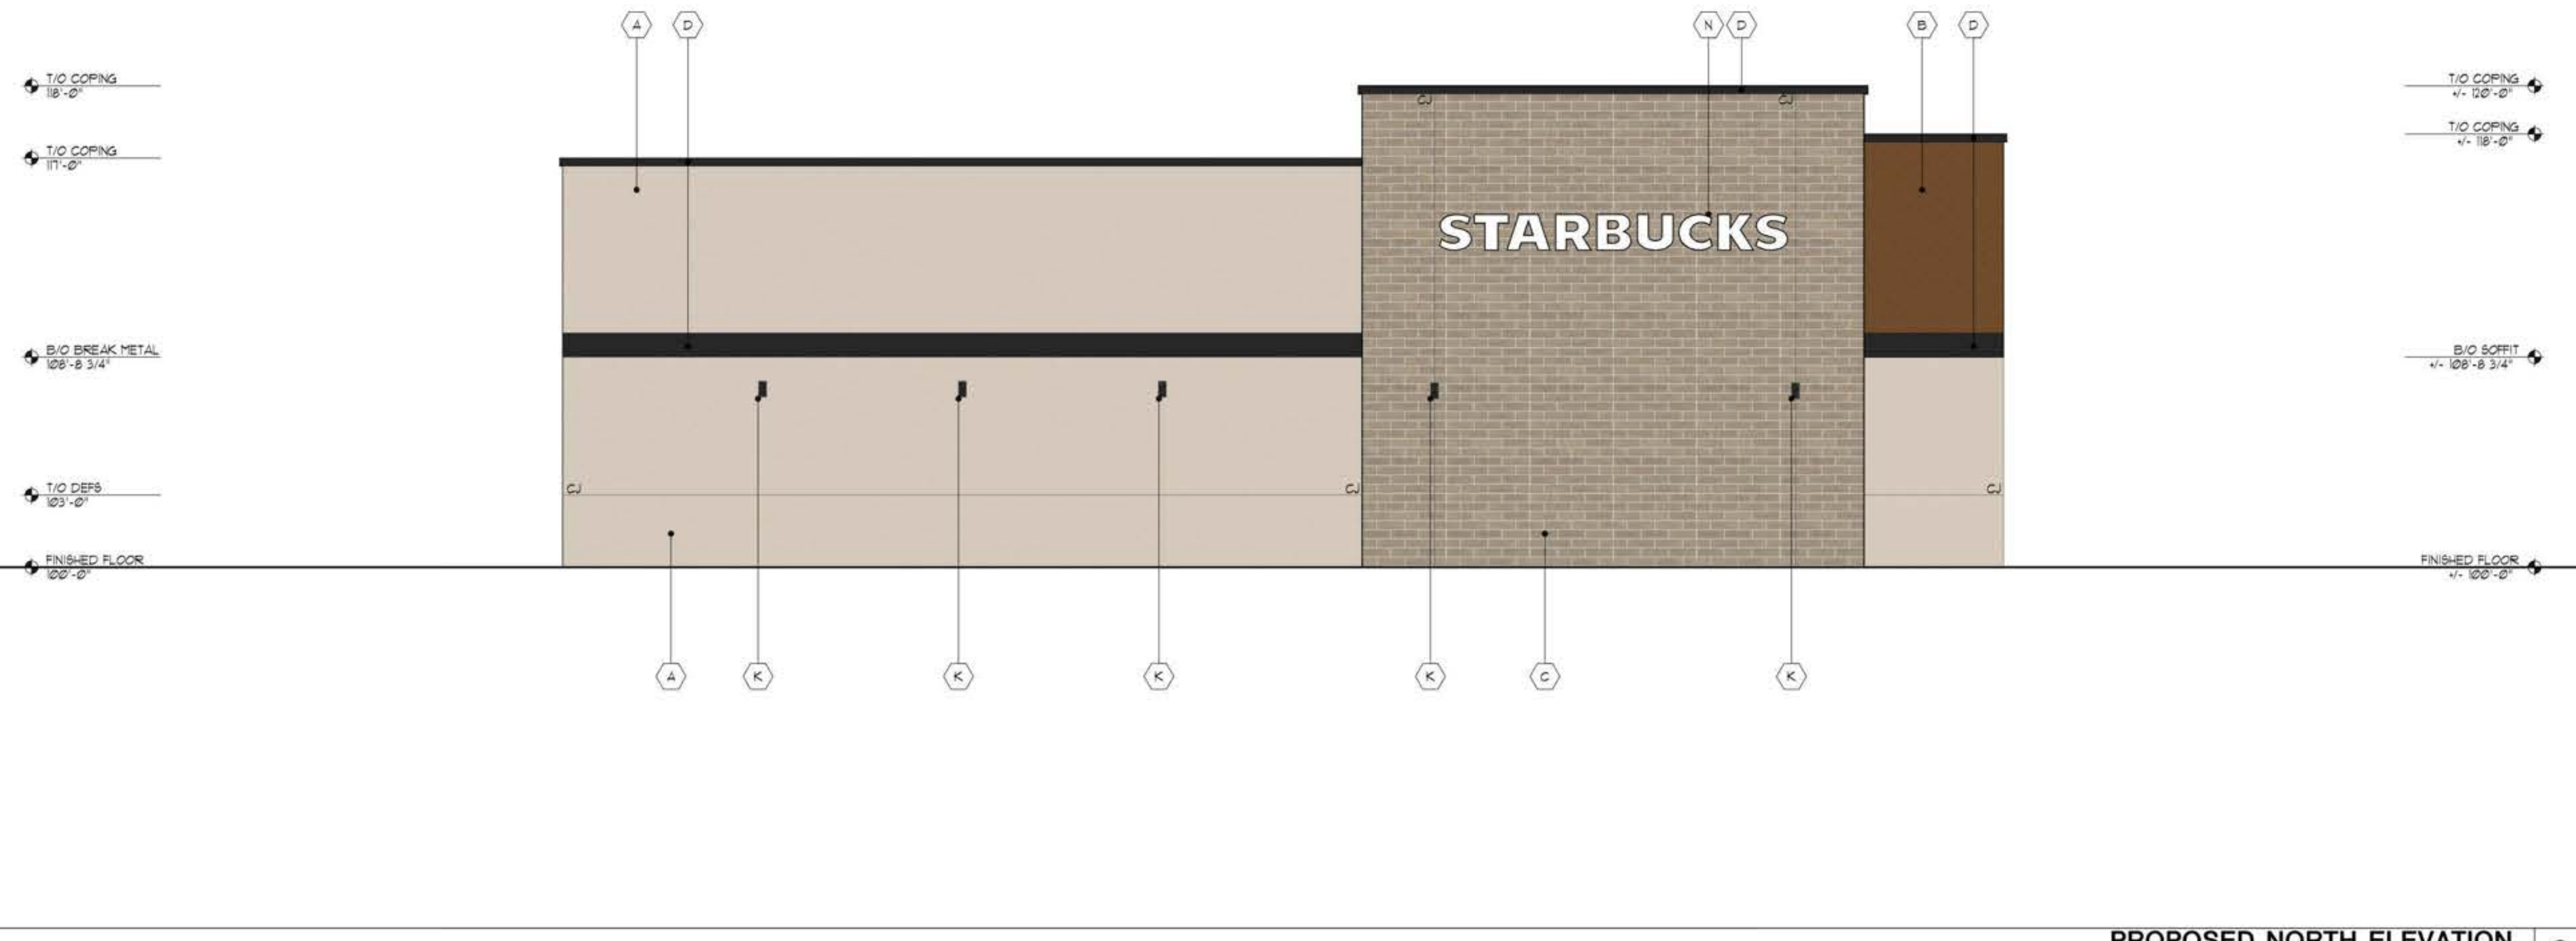 A D N D B D
T/O COPING
118'-0"
T/O COPING
+/- 120'-0"
T/O COPING
117'-0"
T/O COPING
+/- 118'-0"
STARBUCKS
B/O BREAK METAL
108'-8 3/4"
B/O SOFFIT
+/- 108'-8 3/4"
CJ CJ
T/O DEFS
103'-0"
CJ CJ CJ
FINISHED FLOOR
100'-0"
FINISHED FLOOR
+/- 100'-0"
A K K K K C K
PROPOSED NORTH ELEVATION